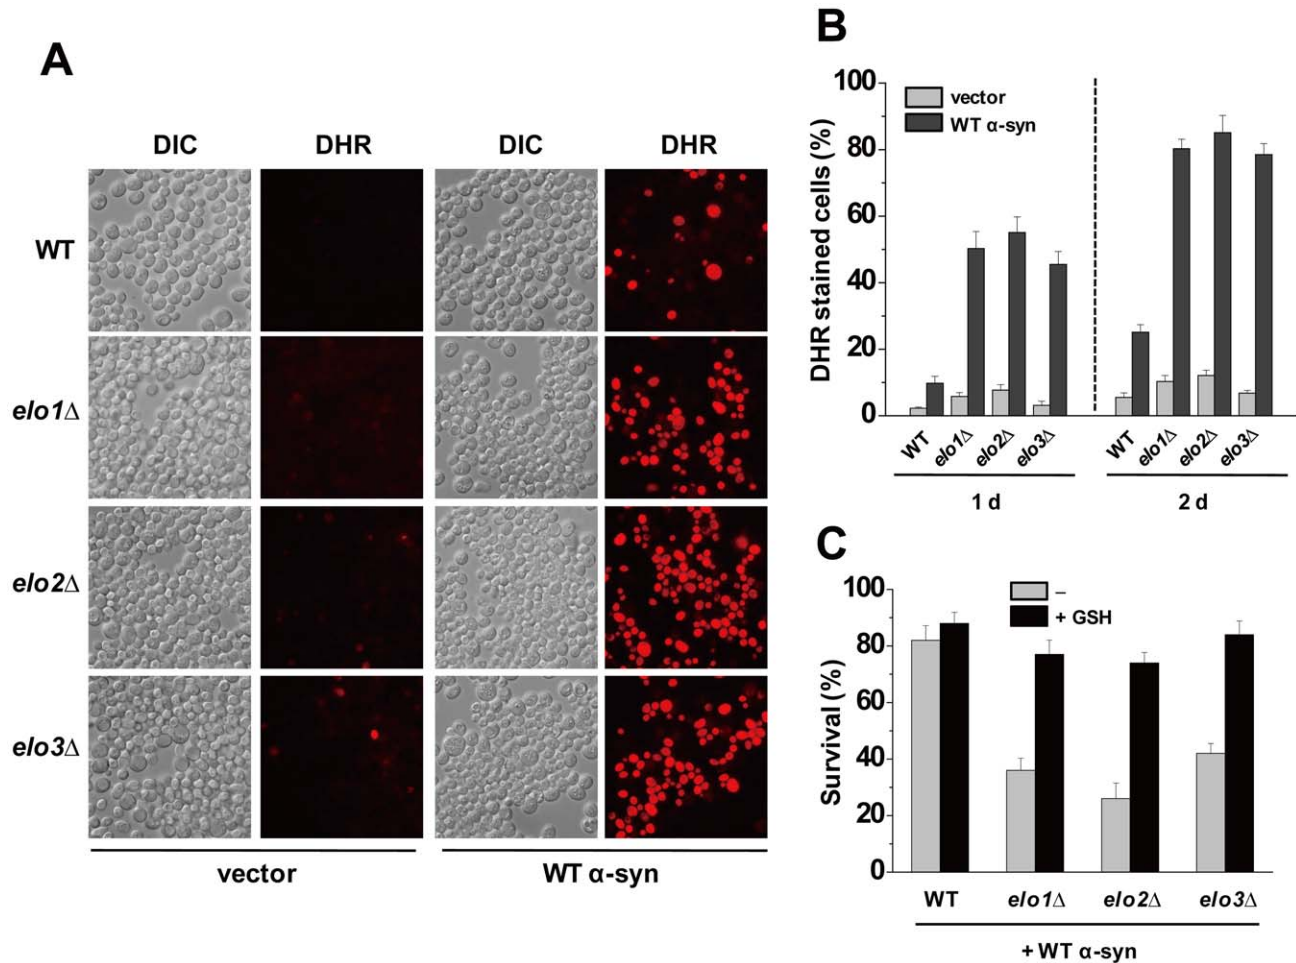 A
DIC DHR DIC DHR
WT
elo1Δ
elo2Δ
elo3Δ
vector WT α-syn
B
DHR stained cells (%)
100
80
60
40
20
0
vector
WT α-syn
WT elo1Δ elo2Δ elo3Δ WT elo1Δ elo2Δ elo3Δ
1 d 2 d
C
Survival (%)
100
80
60
40
20
0
–
+ GSH
WT elo1Δ elo2Δ elo3Δ
+ WT α-syn